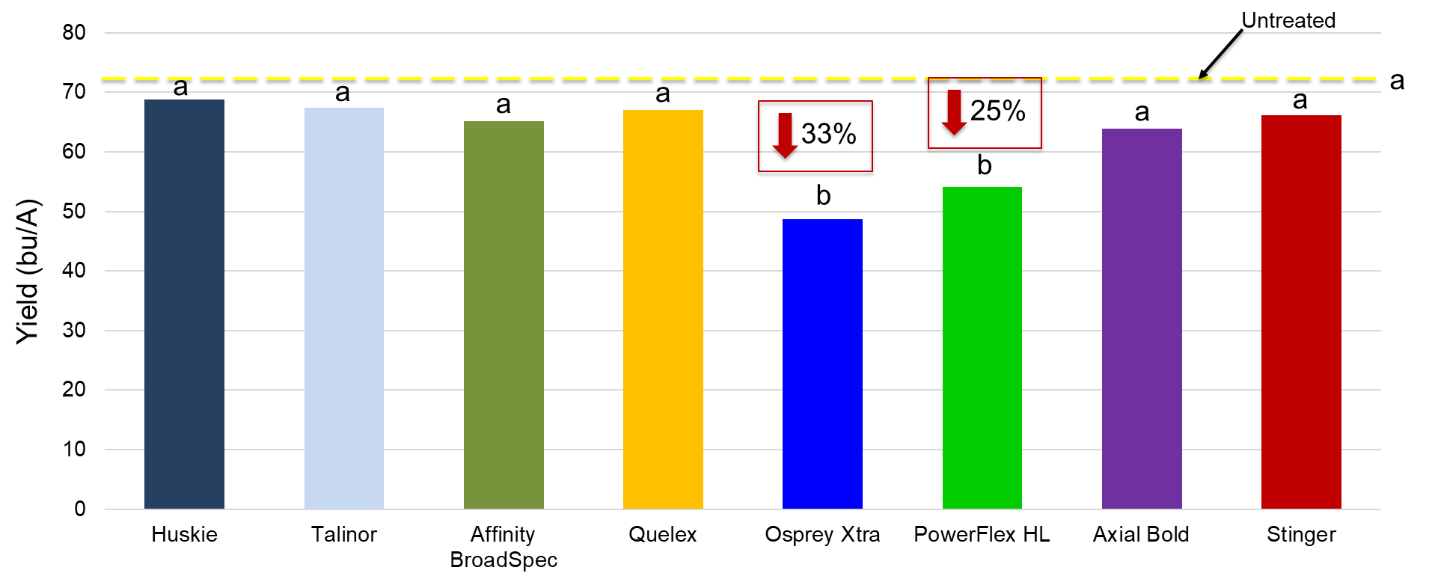 Untreated
80
70
60
50
40
30
20
10
0
Yield (bu/A)
a
a
a
a
33%
b
25%
b
a
a
a
Huskie
Talinor
Affinity
BroadSpec
Quelex
Osprey Xtra
PowerFlex HL
Axial Bold
Stinger